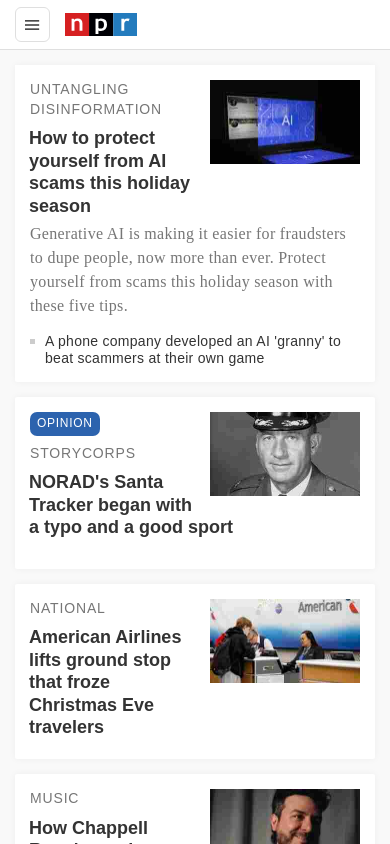 npr
UNTANGLING
DISINFORMATION
How to protect
yourself from AI
scams this holiday
season
AI
Generative AI is making it easier for fraudsters
to dupe people, now more than ever. Protect
yourself from scams this holiday season with
these five tips.
A phone company developed an AI 'granny' to
beat scammers at their own game
OPINION
STORYCORPS
NORAD's Santa
Tracker began with
a typo and a good sport
NATIONAL
American Airlines
lifts ground stop
that froze
Christmas Eve
travelers
American
MUSIC
How Chappell